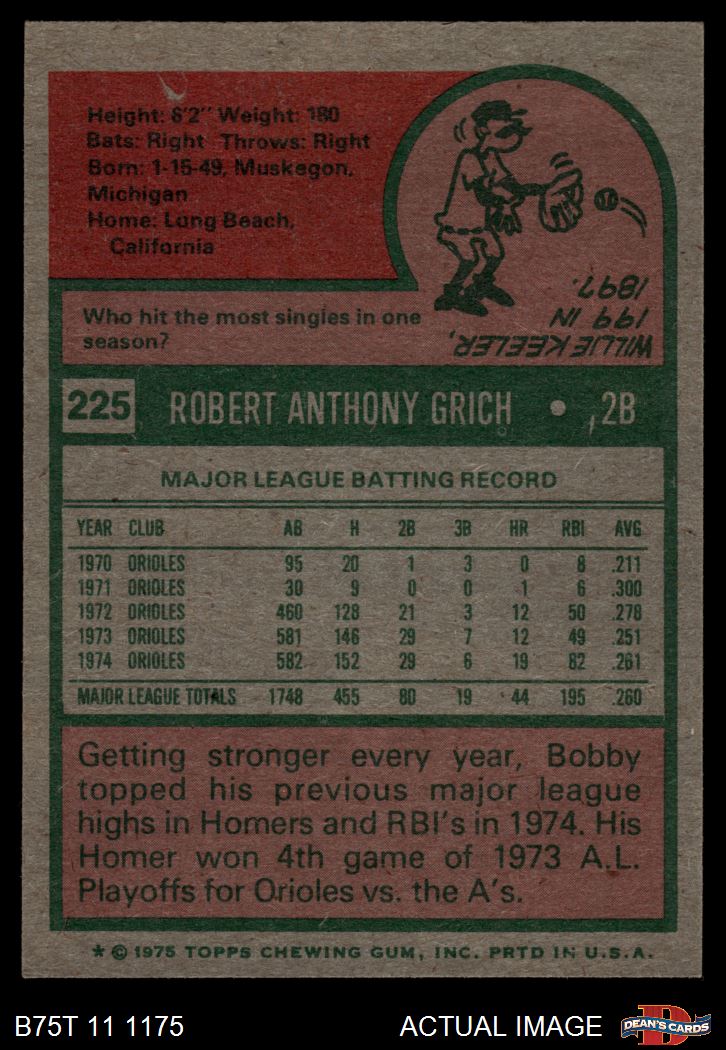 Height: 6'2" Weight: 180
Bats: Right Throws: Right
Born: 1-15-49, Muskegon,
Michigan
Home: Long Beach,
California
Who hit the most singles in one
season?
WILLIE KEELER,
199 IN
1897.
225 ROBERT ANTHONY GRICH • 2B
MAJOR LEAGUE BATTING RECORD
YEAR CLUB AB H 2B 3B HR RBI AVG
1970 ORIOLES 95 20 1 3 0 8 .211
1971 ORIOLES 30 9 0 0 1 6 .300
1972 ORIOLES 460 128 21 3 12 50 .278
1973 ORIOLES 581 146 29 7 12 49 .251
1974 ORIOLES 582 152 29 6 19 82 .261
MAJOR LEAGUE TOTALS 1748 455 80 19 44 195 .260
Getting stronger every year, Bobby
topped his previous major league
highs in Homers and RBI's in 1974. His
Homer won 4th game of 1973 A.L.
Playoffs for Orioles vs. the A's.
* © 1975 TOPPS CHEWING GUM, INC. PRTD IN U.S.A.
B75T 11 1175
ACTUAL IMAGE
D
DEAN'S CARDS